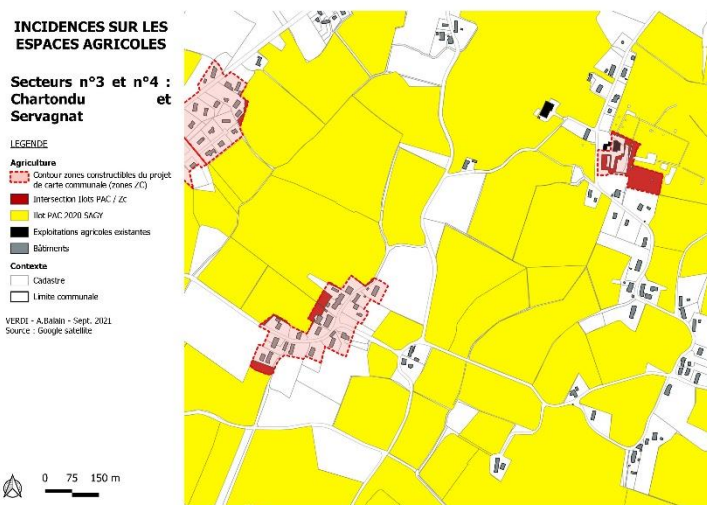 INCIDENCES SUR LES
ESPACES AGRICOLES
Secteurs n°3 et n°4 :
Chartondu et
Servagnat
LEGENDE
Agriculture
Contour zones constructibles du projet
de carte communale (zones ZC)
Intersection Ilots PAC / Zc
Ilot PAC 2020 SAGY
Exploitations agricoles existantes
Bâtiments
Contexte
Cadastre
Limite communale
VERDI - A.Balain - Sept. 2021
Source : Google satellite
0 75 150 m